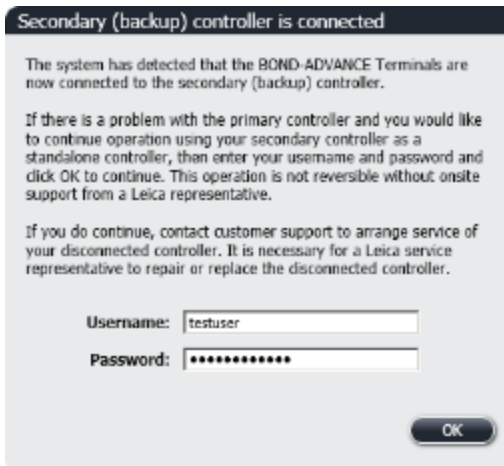 Secondary (backup) controller is connected
The system has detected that the BOND-ADVANCE Terminals are
now connected to the secondary (backup) controller.
If there is a problem with the primary controller and you would like
to continue operation using your secondary controller as a
standalone controller, then enter your username and password and
click OK to continue. This operation is not reversible without onsite
support from a Leica representative.
If you do continue, contact customer support to arrange service of
your disconnected controller. It is necessary for a Leica service
representative to repair or replace the disconnected controller.
Username: testuser
Password: ••••••••••••
OK